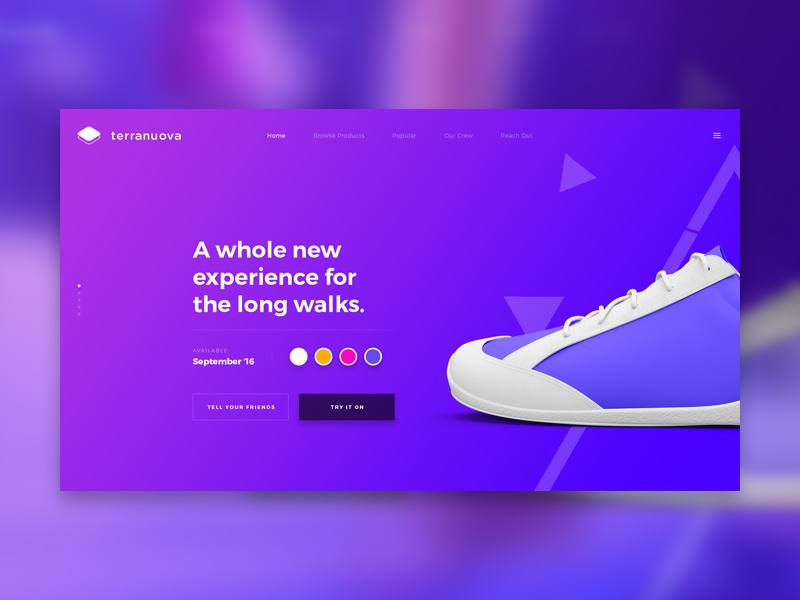 terranuova
Home Browse Products Popular Our Crew Reach Out
A whole new
experience for
the long walks.
AVAILABLE
September '16
TELL YOUR FRIENDS TRY IT ON